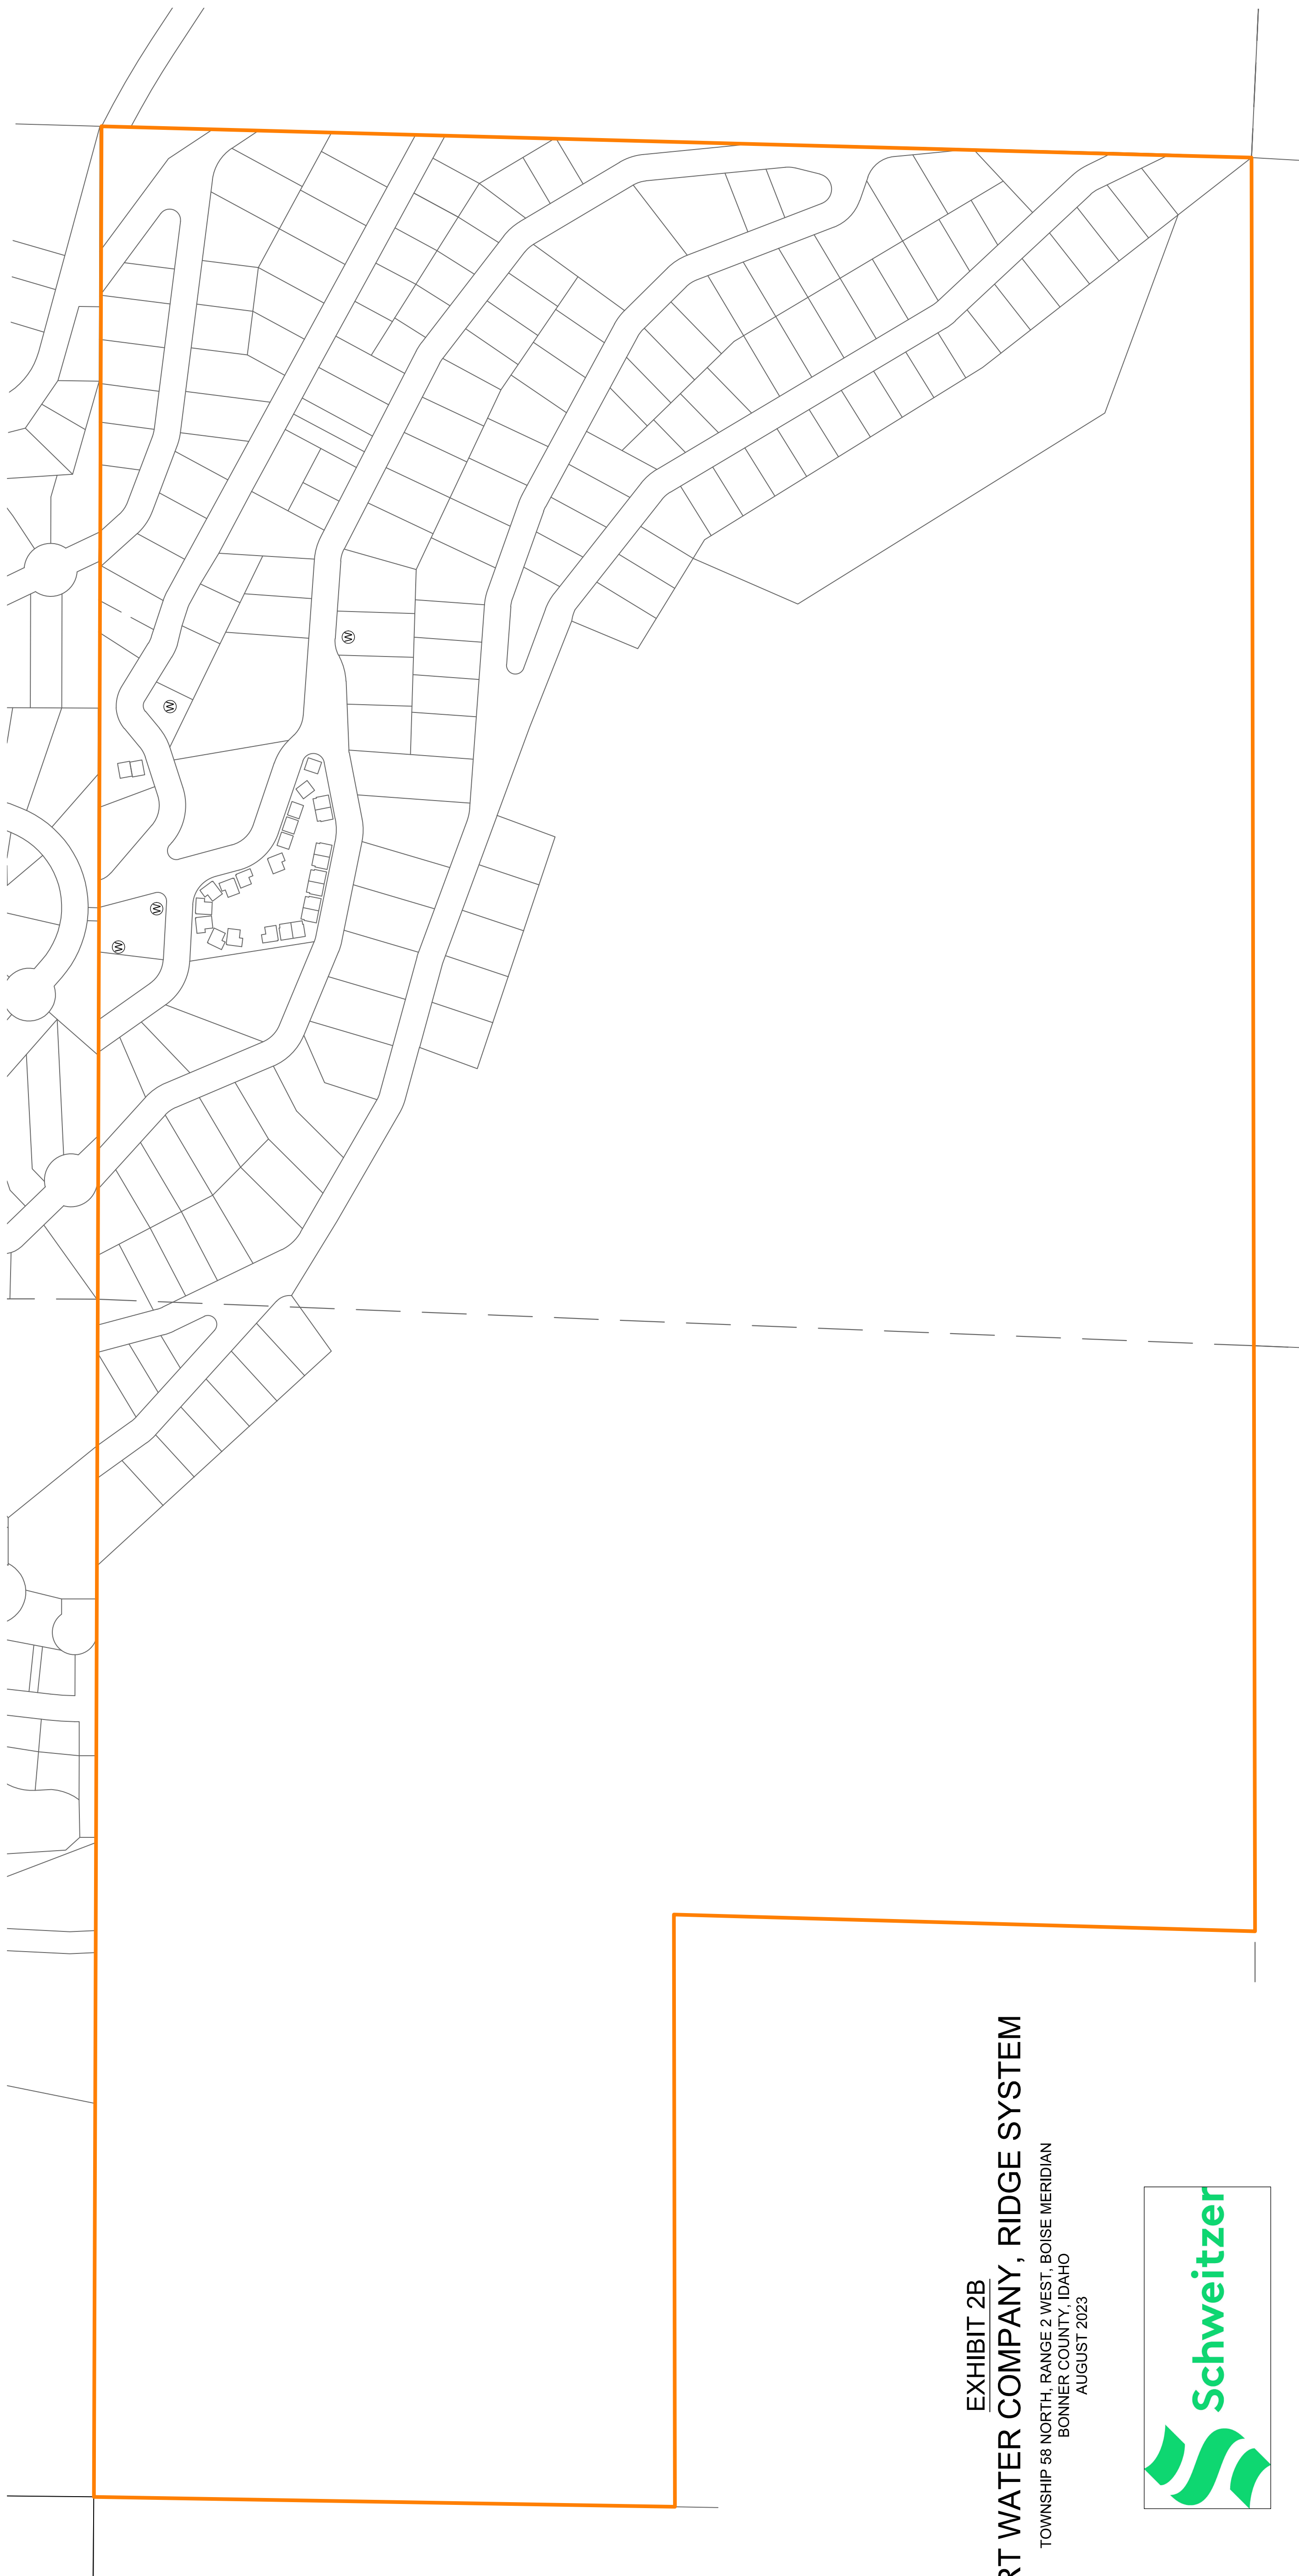 EXHIBIT 2B
WATER COMPANY, RIDGE SYSTEM
TOWNSHIP 58 NORTH, RANGE 2 WEST, BOISE MERIDIAN
BONNER COUNTY, IDAHO
AUGUST 2023
Schweitzer
W
W
W
W